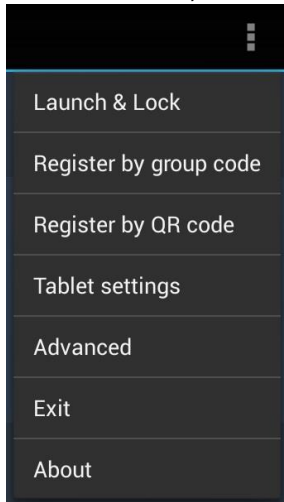 Launch & Lock
Register by group code
Register by QR code
Tablet settings
Advanced
Exit
About